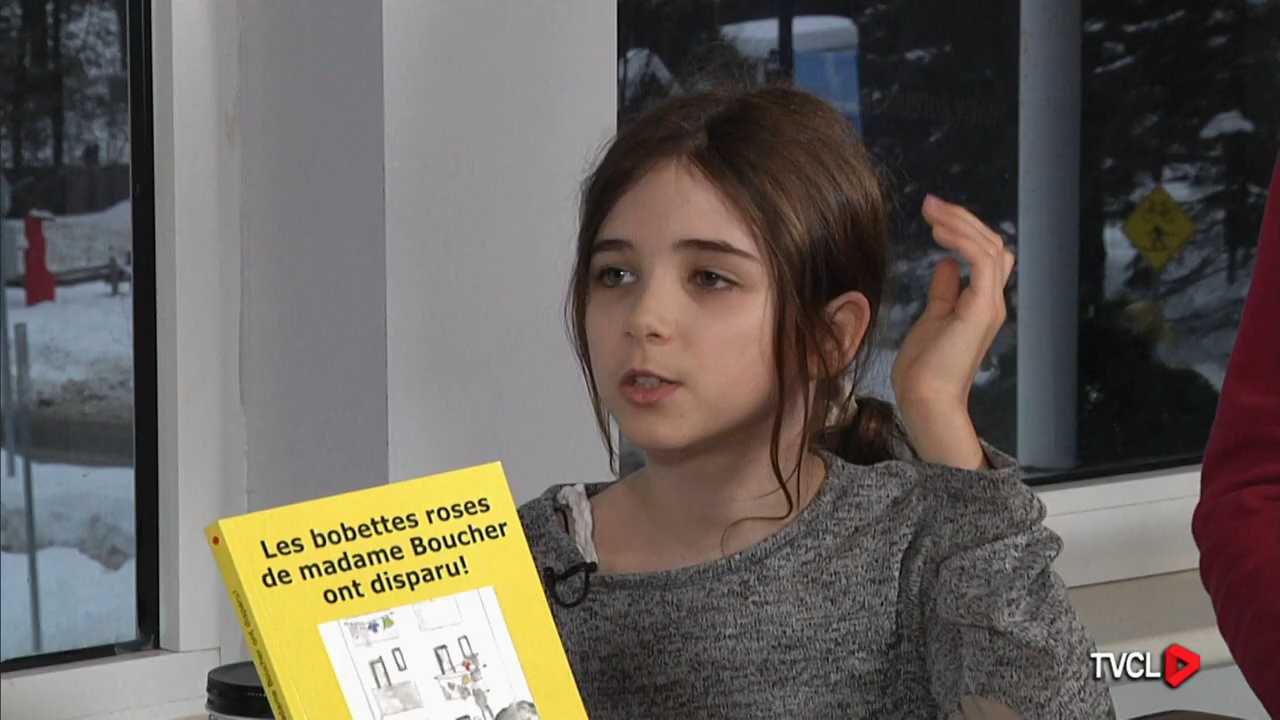 Les bobettes roses
de madame Boucher
ont disparu!
TVCL